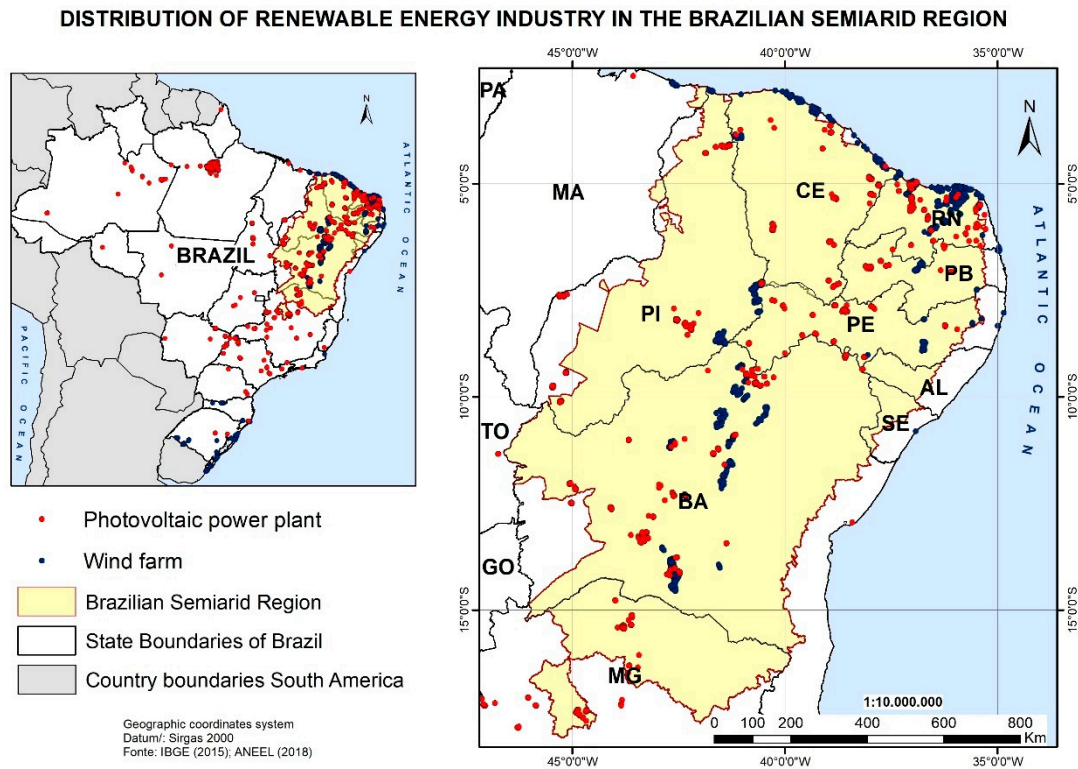 DISTRIBUTION OF RENEWABLE ENERGY INDUSTRY IN THE BRAZILIAN SEMIARID REGION
N
ATLANTIC OCEAN
BRAZIL
PACIFIC OCEAN
Photovoltaic power plant
Wind farm
Brazilian Semiarid Region
State Boundaries of Brazil
Country boundaries South America
Geographic coordinates system
Datum/: Sirgas 2000
Fonte: IBGE (2015); ANEEL (2018)
45°0'0"W 40°0'0"W 35°0'0"W
PA
N
MA
CE
5°0'0"S
5°0'0"S
RN
PB
PI
PE
ATLANTIC OCEAN
AL
10°0'0"S
10°0'0"S
SE
TO
BA
GO
15°0'0"S
15°0'0"S
MG
1:10.000.000
0 100 200 400 600 800
Km
45°0'0"W 40°0'0"W 35°0'0"W